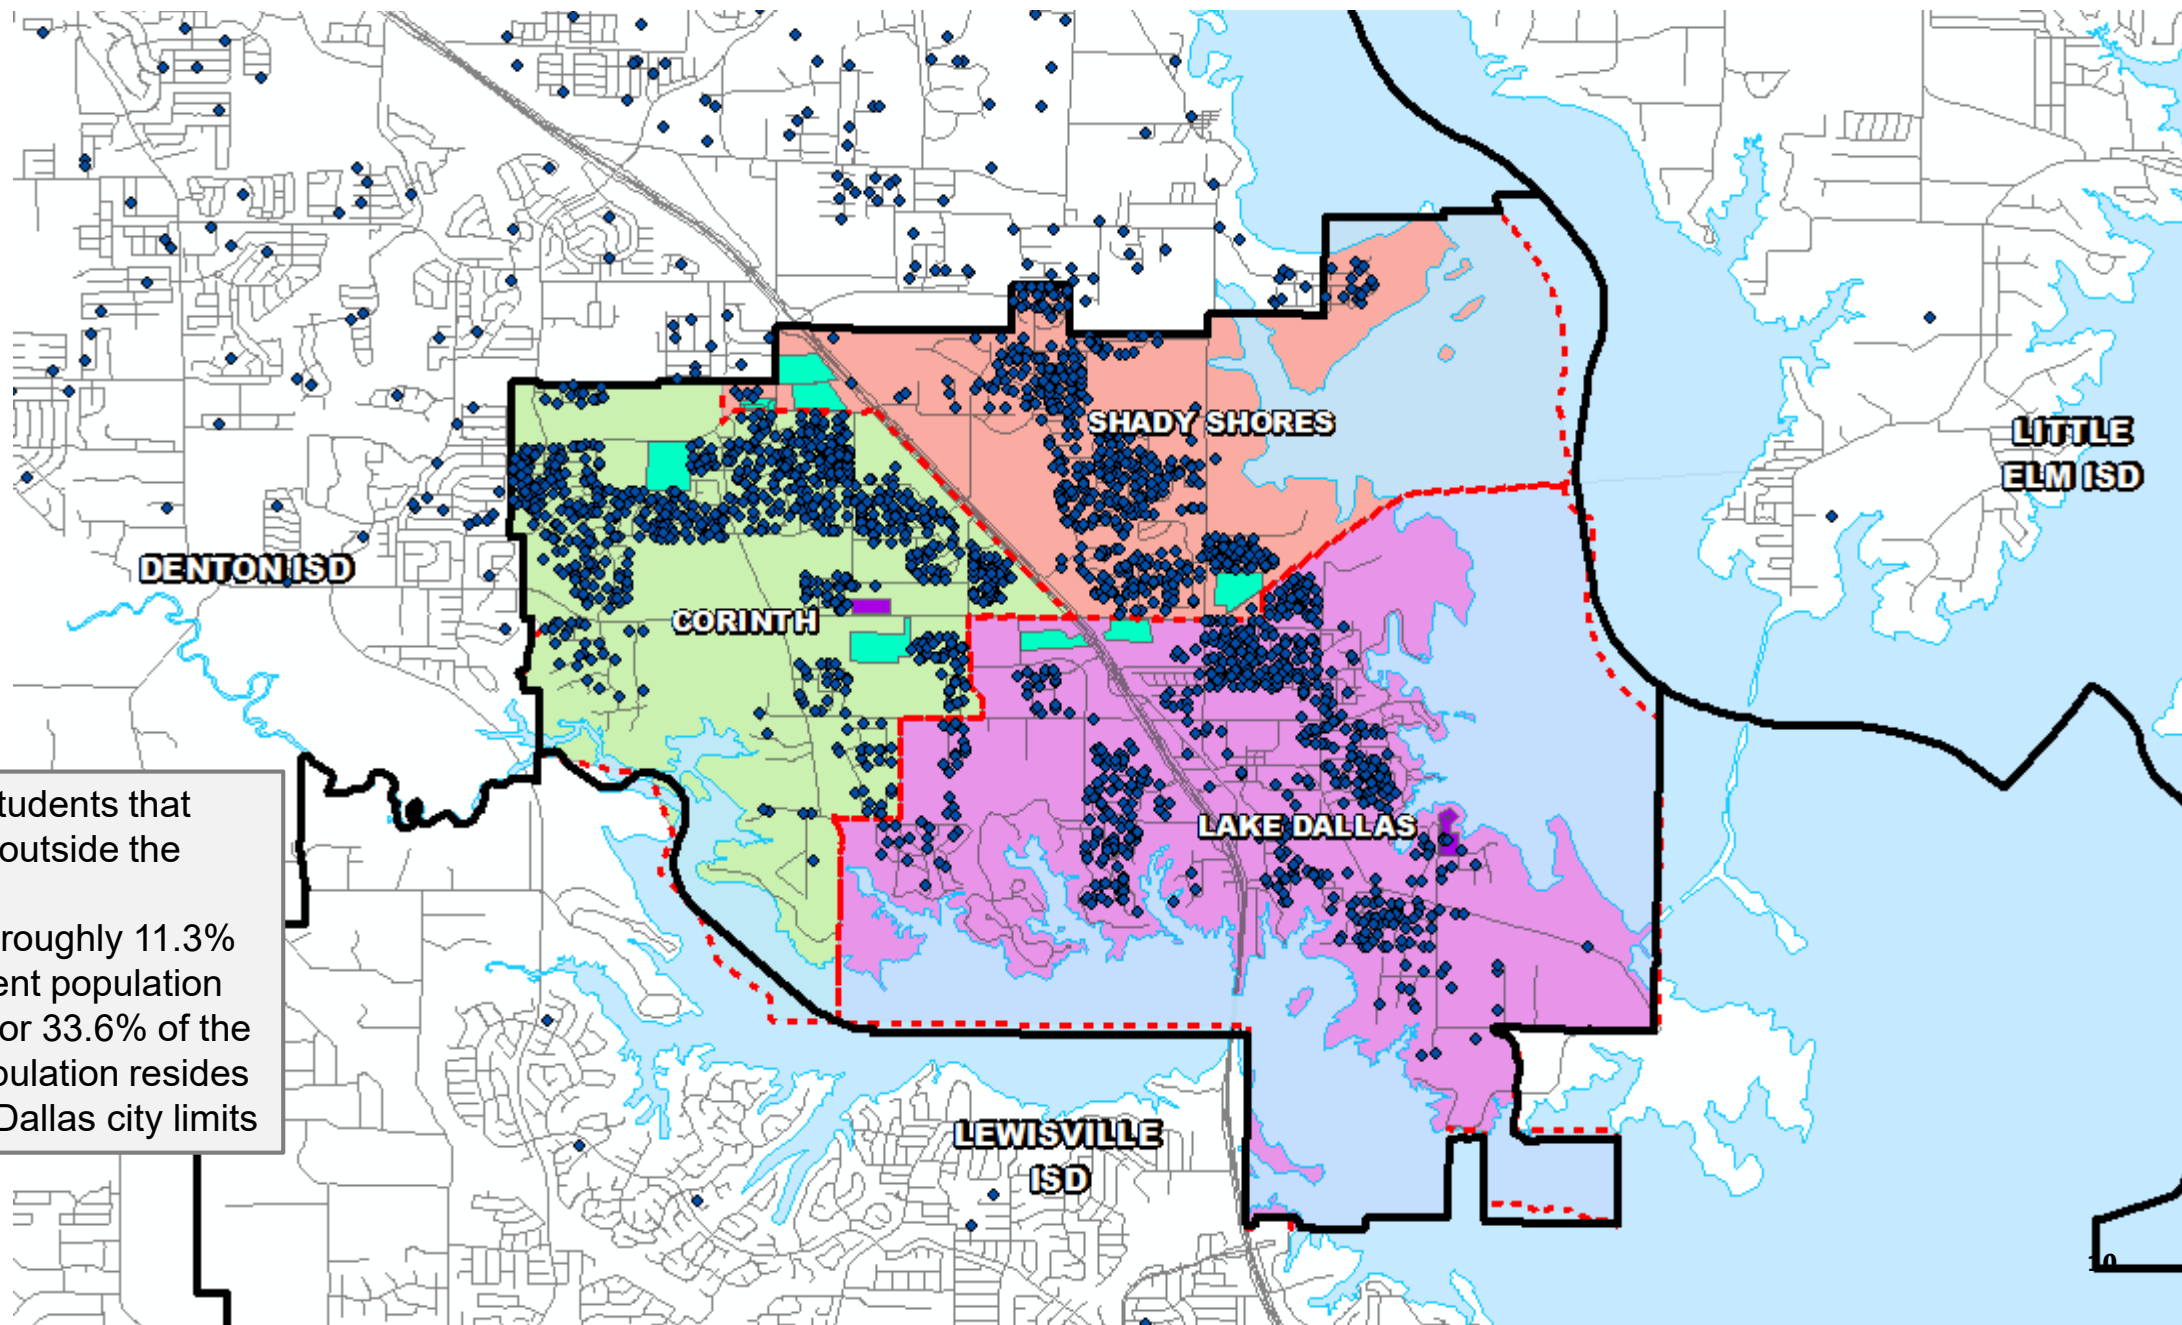 SHADY SHORES
LITTLE
ELM ISD
DENTON ISD
CORINTH
LAKE DALLAS
tudents that
outside the
roughly 11.3%
ent population
or 33.6% of the
pulation resides
Dallas city limits
LEWISVILLE
ISD
10